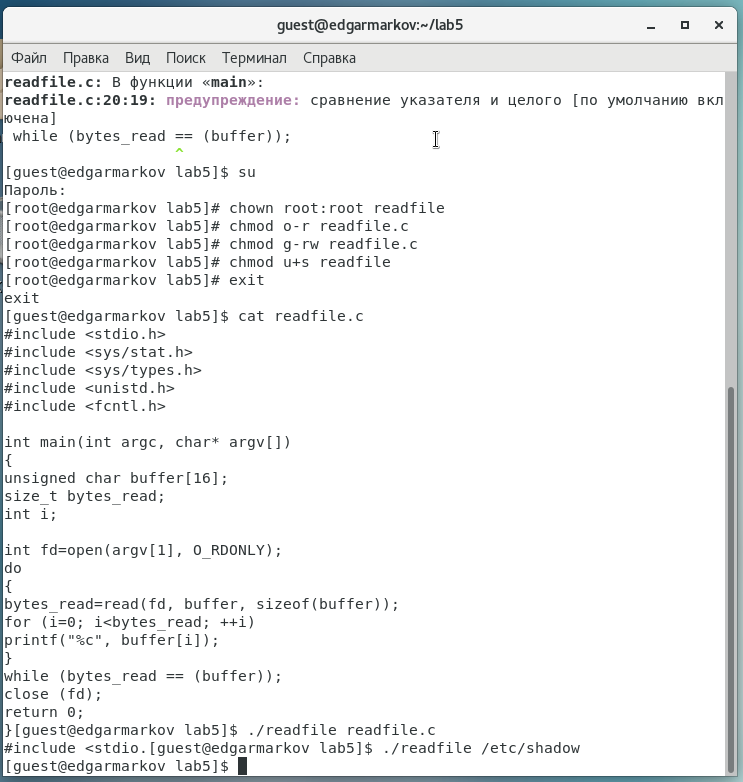 guest@edgarmarkov:~/lab5
Файл Правка Вид Поиск Терминал Справка
readfile.c: В функции «main»:
readfile.c:20:19: предупреждение: сравнение указателя и целого [по умолчанию вкл
ючена]
 while (bytes_read == (buffer));
                   ^
[guest@edgarmarkov lab5]$ su
Пароль:
[root@edgarmarkov lab5]# chown root:root readfile
[root@edgarmarkov lab5]# chmod o-r readfile.c
[root@edgarmarkov lab5]# chmod g-rw readfile.c
[root@edgarmarkov lab5]# chmod u+s readfile
[root@edgarmarkov lab5]# exit
exit
[guest@edgarmarkov lab5]$ cat readfile.c
#include <stdio.h>
#include <sys/stat.h>
#include <sys/types.h>
#include <unistd.h>
#include <fcntl.h>

int main(int argc, char* argv[])
{
unsigned char buffer[16];
size_t bytes_read;
int i;

int fd=open(argv[1], O_RDONLY);
do
{
bytes_read=read(fd, buffer, sizeof(buffer));
for (i=0; i<bytes_read; ++i)
printf("%c", buffer[i]);
}
while (bytes_read == (buffer));
close (fd);
return 0;
}[guest@edgarmarkov lab5]$ ./readfile readfile.c
#include <stdio.[guest@edgarmarkov lab5]$ ./readfile /etc/shadow
[guest@edgarmarkov lab5]$